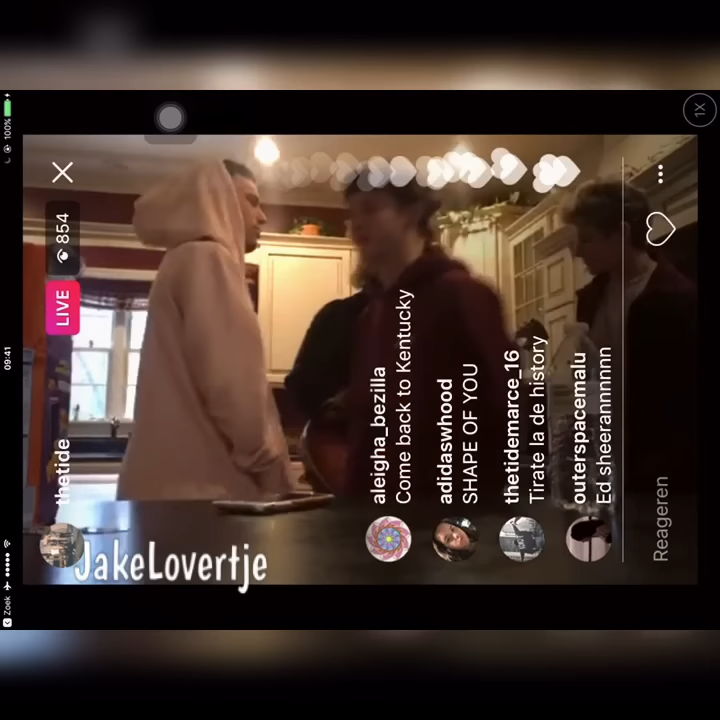 Zoek
09:41
100%
1X
thetide
LIVE
854
aleigha_bezilla
Come back to Kentucky
adidaswhood
SHAPE OF YOU
thetidemarce_16
Tirate la de history
outerspacemalu
Ed sheerannnnnn
Reageren
JakeLovertje